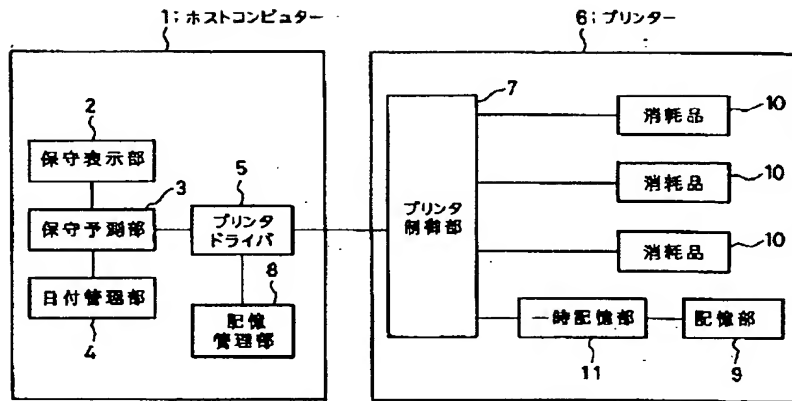 1；ホストコンピュター
6；プリンター
2
保守表示部
3
保守予測部
日付管理部
4
5
プリンタ
ドライバ
8
記憶
管理部
7
プリンタ
制御部
消耗品
10
消耗品
10
消耗品
10
一時記憶部
11
記憶部
9